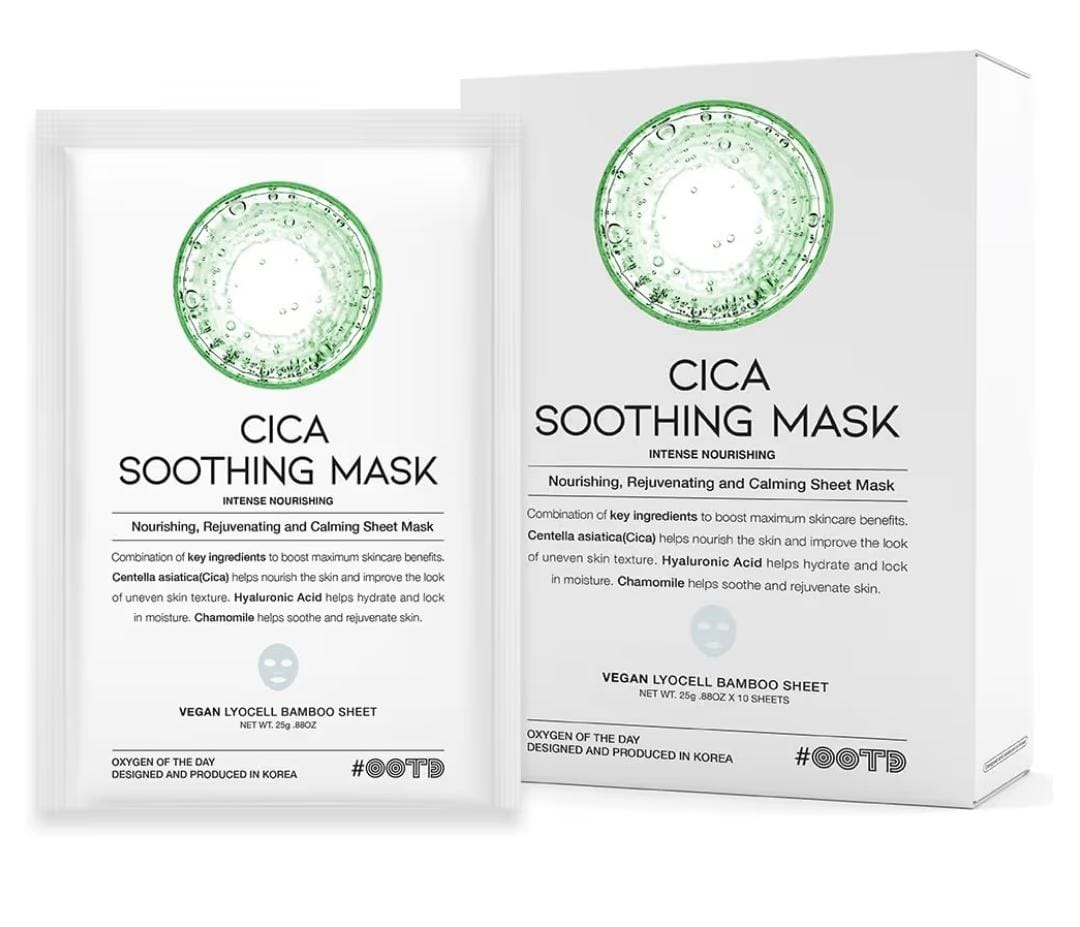 CICA
SOOTHING MASK
INTENSE NOURISHING
Nourishing, Rejuvenating and Calming Sheet Mask
Combination of key ingredients to boost maximum skincare benefits.
Centella asiatica(Cica) helps nourish the skin and improve the look
of uneven skin texture. Hyaluronic Acid helps hydrate and lock
in moisture. Chamomile helps soothe and rejuvenate skin.
VEGAN LYOCELL BAMBOO SHEET
NET WT. 25g .88OZ
OXYGEN OF THE DAY
DESIGNED AND PRODUCED IN KOREA
#OOTD
CICA
SOOTHING MASK
INTENSE NOURISHING
Nourishing, Rejuvenating and Calming Sheet Mask
Combination of key ingredients to boost maximum skincare benefits.
Centella asiatica(Cica) helps nourish the skin and improve the look
of uneven skin texture. Hyaluronic Acid helps hydrate and lock
in moisture. Chamomile helps soothe and rejuvenate skin.
VEGAN LYOCELL BAMBOO SHEET
NET WT. 25g .88OZ X 10 SHEETS
OXYGEN OF THE DAY
DESIGNED AND PRODUCED IN KOREA
#OOTD